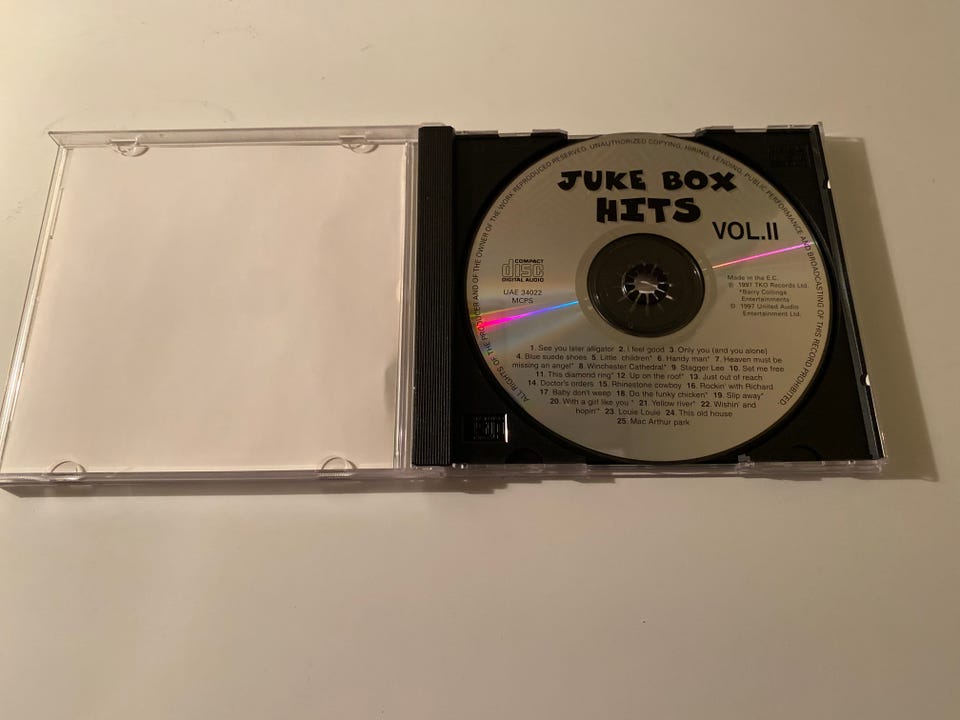 ALL RIGHTS OF THE PRODUCER AND OF THE OWNER OF THE WORK REPRODUCED RESERVED. UNAUTHORIZED COPYING, HIRING, LENDING, PUBLIC PERFORMANCE AND BROADCASTING OF THIS RECORD PROHIBITED.
JUKE BOX
HITS
VOL.II
COMPACT
disc
DIGITAL AUDIO
UAE 34022
MCPS
Made in the E.C.
℗ 1997 TKO Records Ltd.
*Barry Collings
Entertainments
© 1997 United Audio
Entertainment Ltd.
1. See you later alligator 2. I feel good 3. Only you (and you alone)
4. Blue suede shoes 5. Little children* 6. Handy man* 7. Heaven must be
missing an angel* 8. Winchester Cathedral* 9. Stagger Lee 10. Set me free
11. This diamond ring* 12. Up on the roof* 13. Just out of reach
14. Doctor's orders 15. Rhinestone cowboy 16. Rockin' with Richard
17. Baby don't weep 18. Do the funky chicken* 19. Slip away*
20. With a girl like you * 21. Yellow river* 22. Wishin' and
hopin'* 23. Louie Louie 24. This old house
25. Mac Arthur park